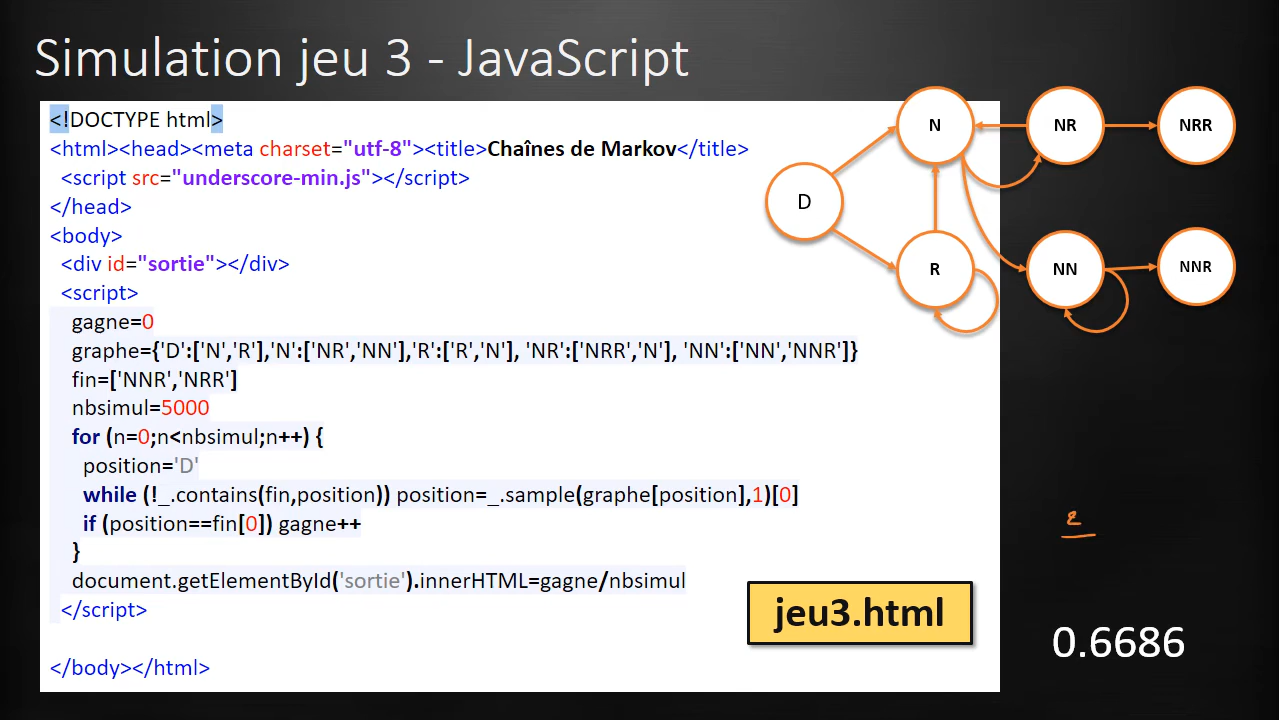 Simulation jeu 3 - JavaScript
<!DOCTYPE html>
<html><head><meta charset="utf-8"><title>Chaînes de Markov</title>
<script src="underscore-min.js"></script>
</head>
<body>
<div id="sortie"></div>
<script>
gagne=0
graphe={'D':['N','R'],'N':['NR','NN'],'R':['R','N'], 'NR':['NRR','N'], 'NN':['NN','NNR']}
fin=['NNR','NRR']
nbsimul=5000
for (n=0;n<nbsimul;n++) {
position='D'
while (!_.contains(fin,position)) position=_.sample(graphe[position],1)[0]
if (position==fin[0]) gagne++
}
document.getElementById('sortie').innerHTML=gagne/nbsimul
</script>
</body></html>
N
NR
NRR
D
R
NN
NNR
jeu3.html
0.6686